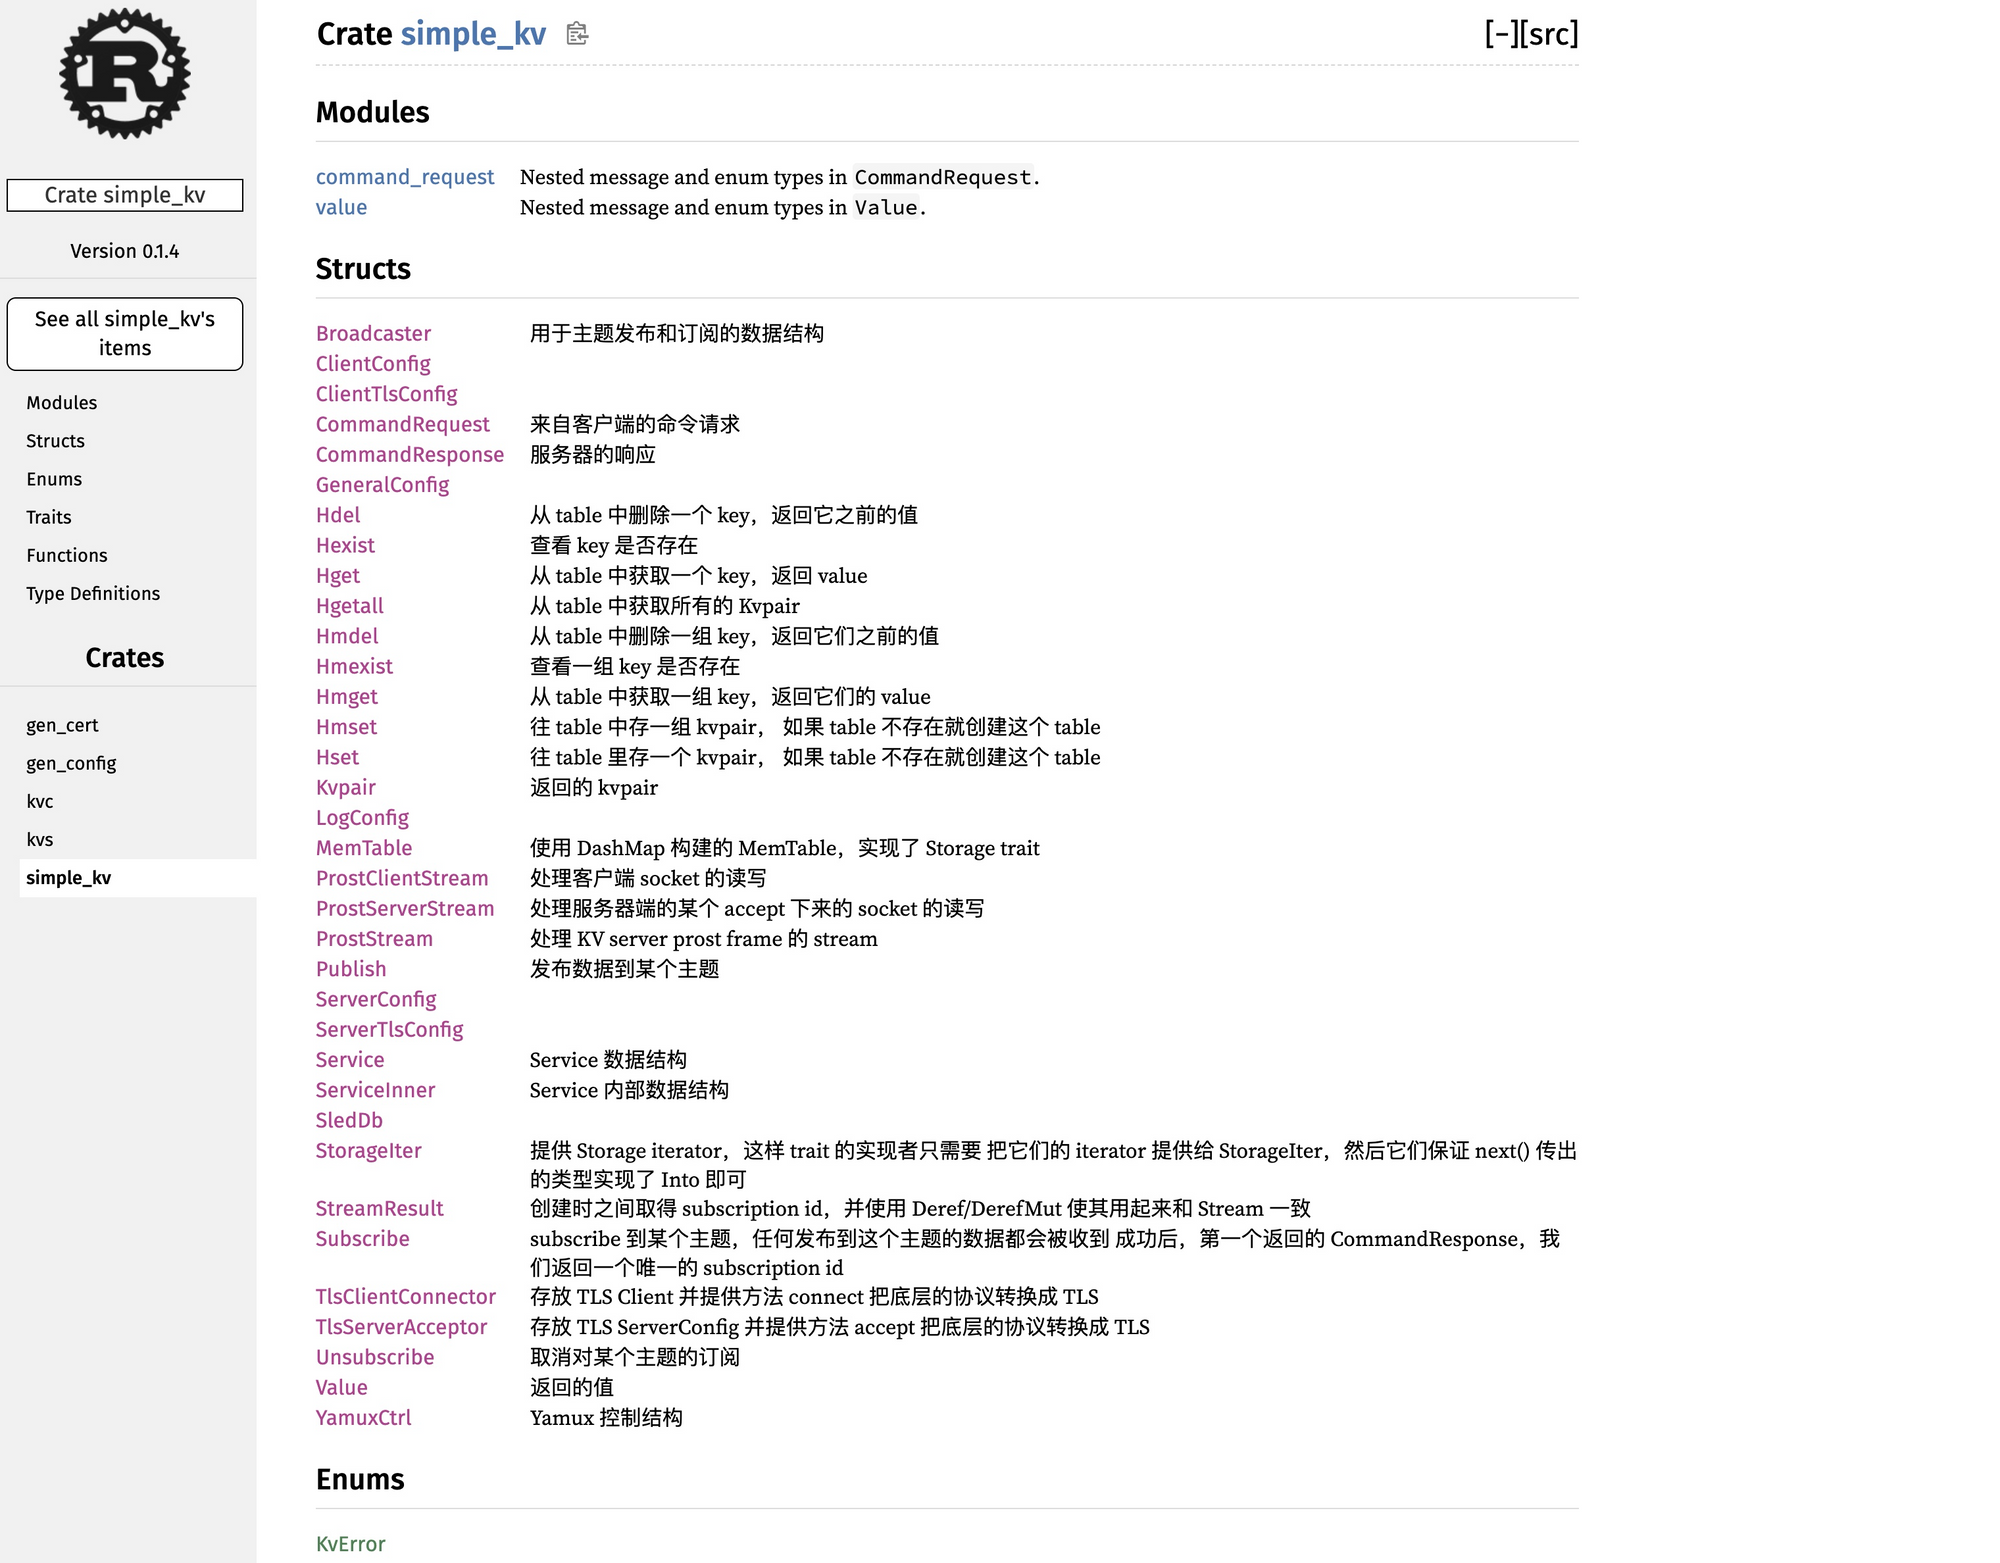 Crate simple_kv
Version 0.1.4
See all simple_kv's
items
Modules
Structs
Enums
Traits
Functions
Type Definitions
Crates
gen_cert
gen_config
kvc
kvs
simple_kv
Crate simple_kv [−][src]
Modules
command_request Nested message and enum types in CommandRequest.
value Nested message and enum types in Value.
Structs
Broadcaster 用于主题发布和订阅的数据结构
ClientConfig
ClientTlsConfig
CommandRequest 来自客户端的命令请求
CommandResponse 服务器的响应
GeneralConfig
Hdel 从 table 中删除一个 key，返回它之前的值
Hexist 查看 key 是否存在
Hget 从 table 中获取一个 key，返回 value
Hgetall 从 table 中获取所有的 Kvpair
Hmdel 从 table 中删除一组 key，返回它们之前的值
Hmexist 查看一组 key 是否存在
Hmget 从 table 中获取一组 key，返回它们的 value
Hmset 往 table 中存一组 kvpair， 如果 table 不存在就创建这个 table
Hset 往 table 里存一个 kvpair， 如果 table 不存在就创建这个 table
Kvpair 返回的 kvpair
LogConfig
MemTable 使用 DashMap 构建的 MemTable，实现了 Storage trait
ProstClientStream 处理客户端 socket 的读写
ProstServerStream 处理服务器端的某个 accept 下来的 socket 的读写
ProstStream 处理 KV server prost frame 的 stream
Publish 发布数据到某个主题
ServerConfig
ServerTlsConfig
Service Service 数据结构
ServiceInner Service 内部数据结构
SledDb
StorageIter 提供 Storage iterator，这样 trait 的实现者只需要 把它们的 iterator 提供给 StorageIter，然后它们保证 next() 传出
的类型实现了 Into 即可
StreamResult 创建时之间取得 subscription id，并使用 Deref/DerefMut 使其用起来和 Stream 一致
Subscribe subscribe 到某个主题，任何发布到这个主题的数据都会被收到 成功后，第一个返回的 CommandResponse，我
们返回一个唯一的 subscription id
TlsClientConnector 存放 TLS Client 并提供方法 connect 把底层的协议转换成 TLS
TlsServerAcceptor 存放 TLS ServerConfig 并提供方法 accept 把底层的协议转换成 TLS
Unsubscribe 取消对某个主题的订阅
Value 返回的值
YamuxCtrl Yamux 控制结构
Enums
KvError